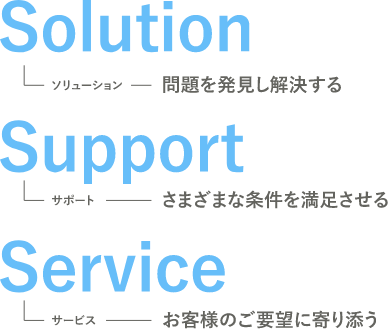 Solution
ソリューション 問題を発見し解決する
Support
サポート さまざまな条件を満足させる
Service
サービス お客様のご要望に寄り添う